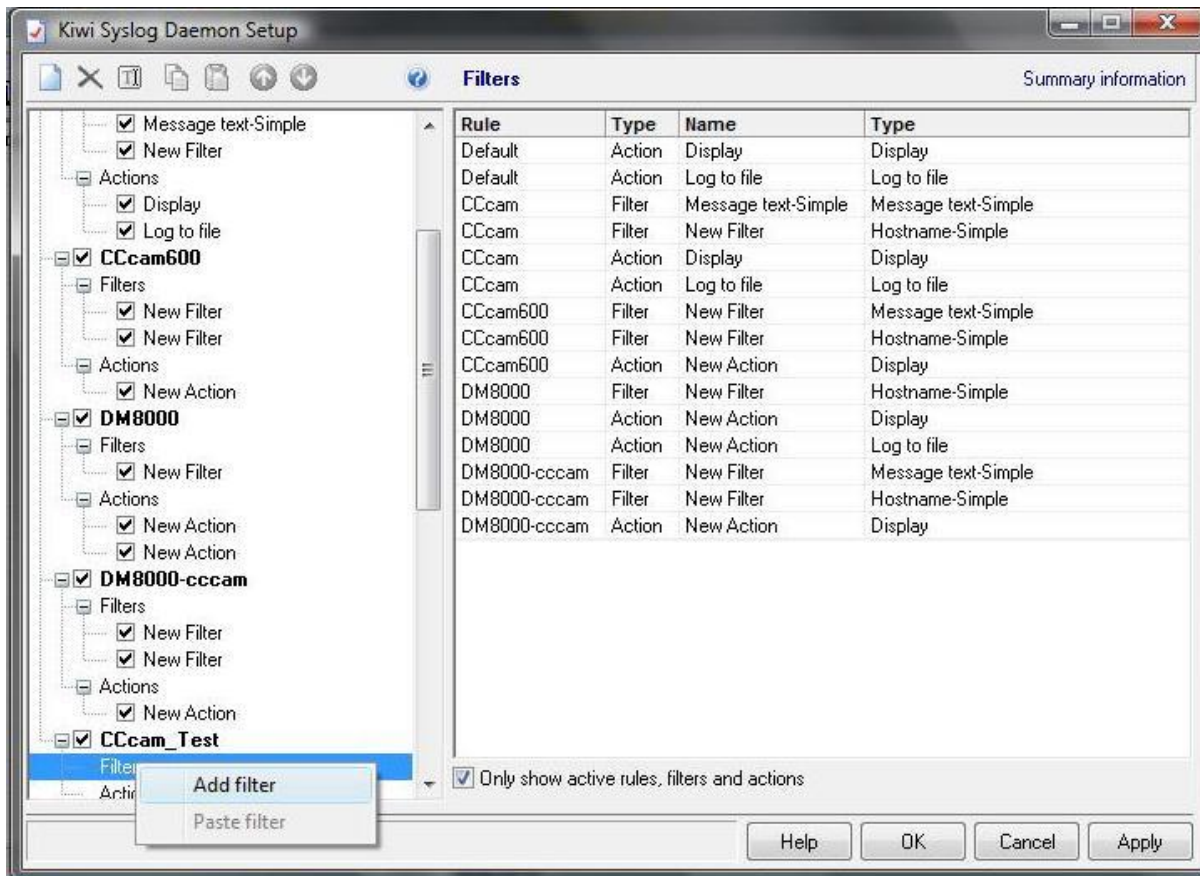 Kiwi Syslog Daemon Setup
Filters Summary information
Message text-Simple
New Filter
Actions
Display
Log to file
CCcam600
Filters
New Filter
New Filter
Actions
New Action
DM8000
Filters
New Filter
Actions
New Action
New Action
DM8000-cccam
Filters
New Filter
New Filter
Actions
New Action
CCcam_Test
Add filter
Paste filter
Rule Type Name Type
Default Action Display Display
Default Action Log to file Log to file
CCcam Filter Message text-Simple Message text-Simple
CCcam Filter New Filter Hostname-Simple
CCcam Action Display Display
CCcam Action Log to file Log to file
CCcam600 Filter New Filter Message text-Simple
CCcam600 Filter New Filter Hostname-Simple
CCcam600 Action New Action Display
DM8000 Filter New Filter Hostname-Simple
DM8000 Action New Action Display
DM8000 Action New Action Log to file
DM8000-cccam Filter New Filter Message text-Simple
DM8000-cccam Filter New Filter Hostname-Simple
DM8000-cccam Action New Action Display
Only show active rules, filters and actions
Help OK Cancel Apply